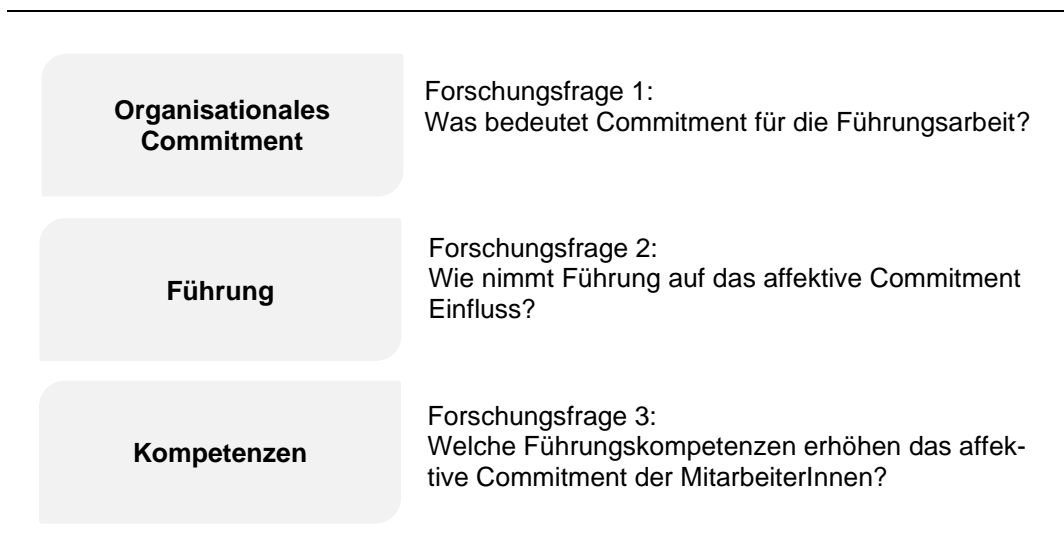 Organisationales
Commitment
Forschungsfrage 1:
Was bedeutet Commitment für die Führungsarbeit?
Führung
Forschungsfrage 2:
Wie nimmt Führung auf das affektive Commitment
Einfluss?
Kompetenzen
Forschungsfrage 3:
Welche Führungskompetenzen erhöhen das affek-
tive Commitment der MitarbeiterInnen?